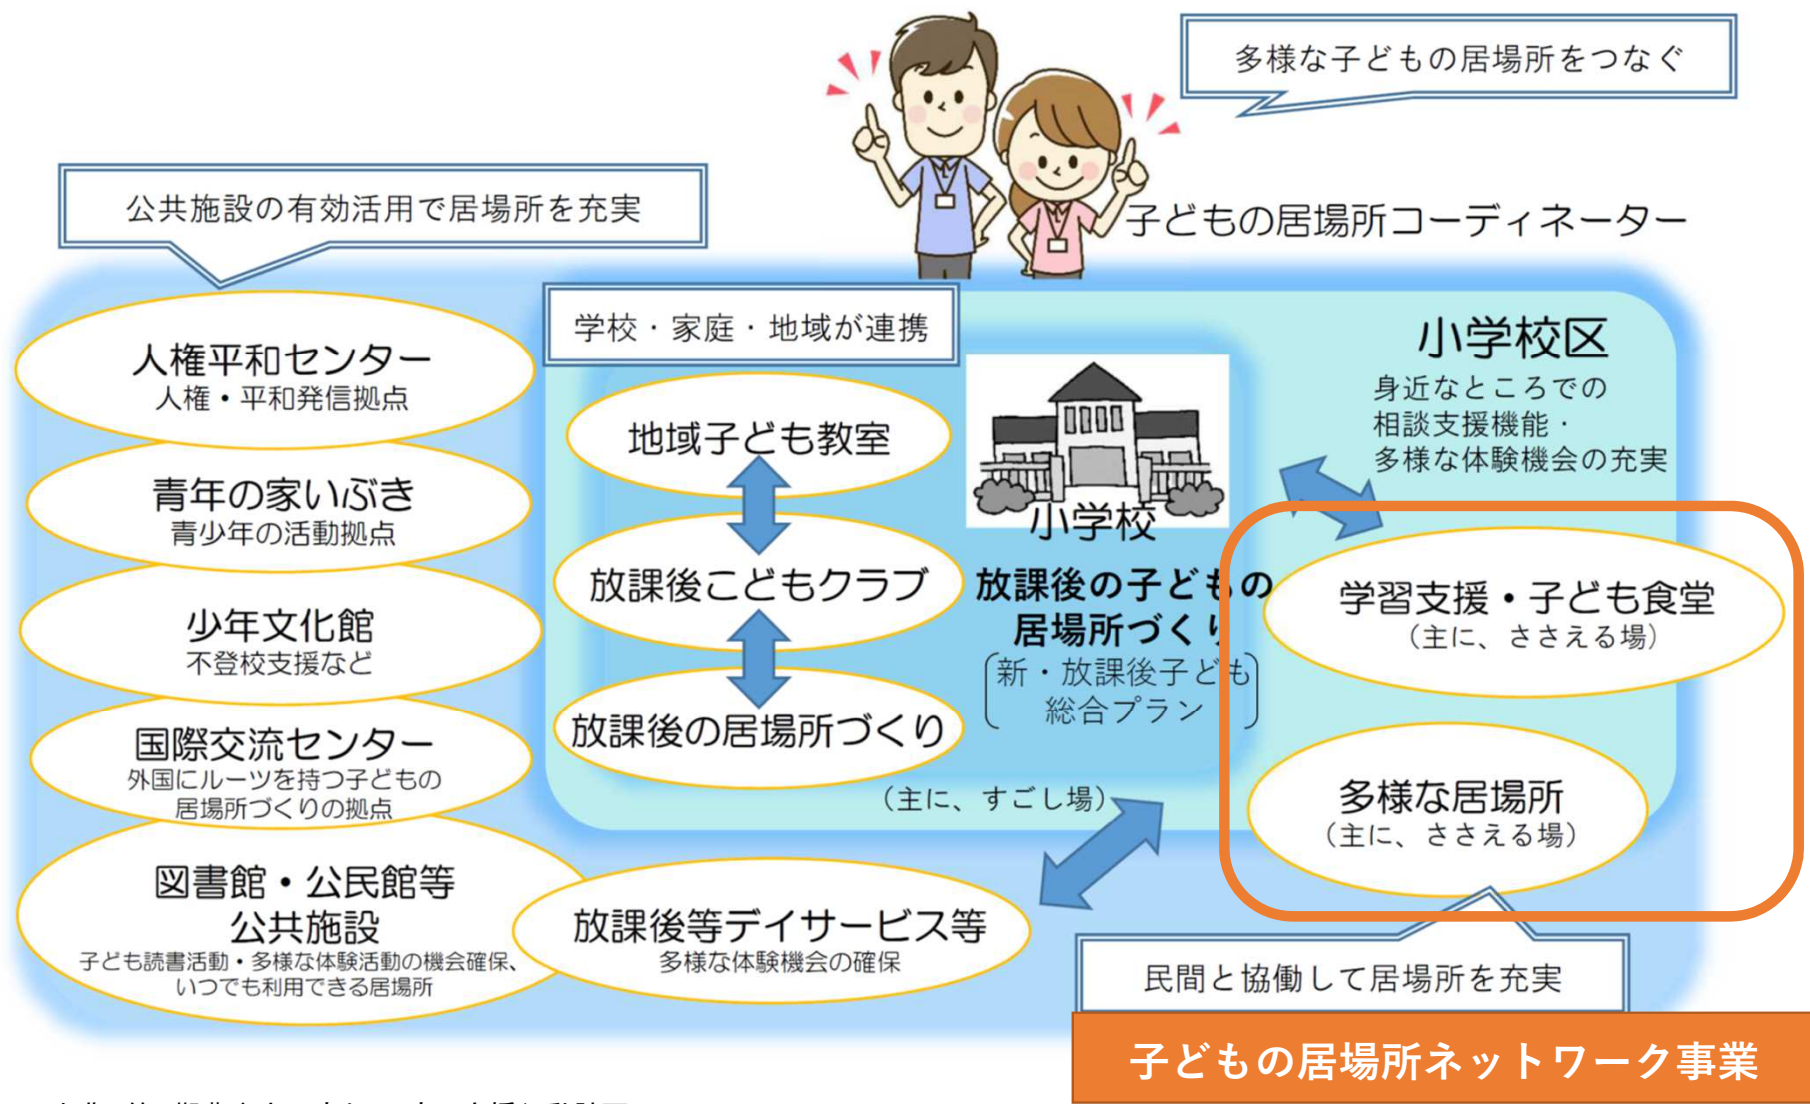 多様な子どもの居場所をつなぐ
子どもの居場所コーディネーター
公共施設の有効活用で居場所を充実
人権平和センター
人権・平和発信拠点
青年の家いぶき
青少年の活動拠点
少年文化館
不登校支援など
国際交流センター
外国にルーツを持つ子どもの
居場所づくりの拠点
図書館・公民館等
公共施設
子ども読書活動・多様な体験活動の機会確保、
いつでも利用できる居場所
学校・家庭・地域が連携
地域子ども教室
放課後こどもクラブ
放課後の居場所づくり
小学校
放課後の子どもの
居場所づくり
新・放課後子ども
総合プラン
（主に、すごし場）
放課後等デイサービス等
多様な体験機会の確保
小学校区
身近なところでの
相談支援機能・
多様な体験機会の充実
学習支援・子ども食堂
（主に、ささえる場）
多様な居場所
（主に、ささえる場）
民間と協働して居場所を充実
子どもの居場所ネットワーク事業